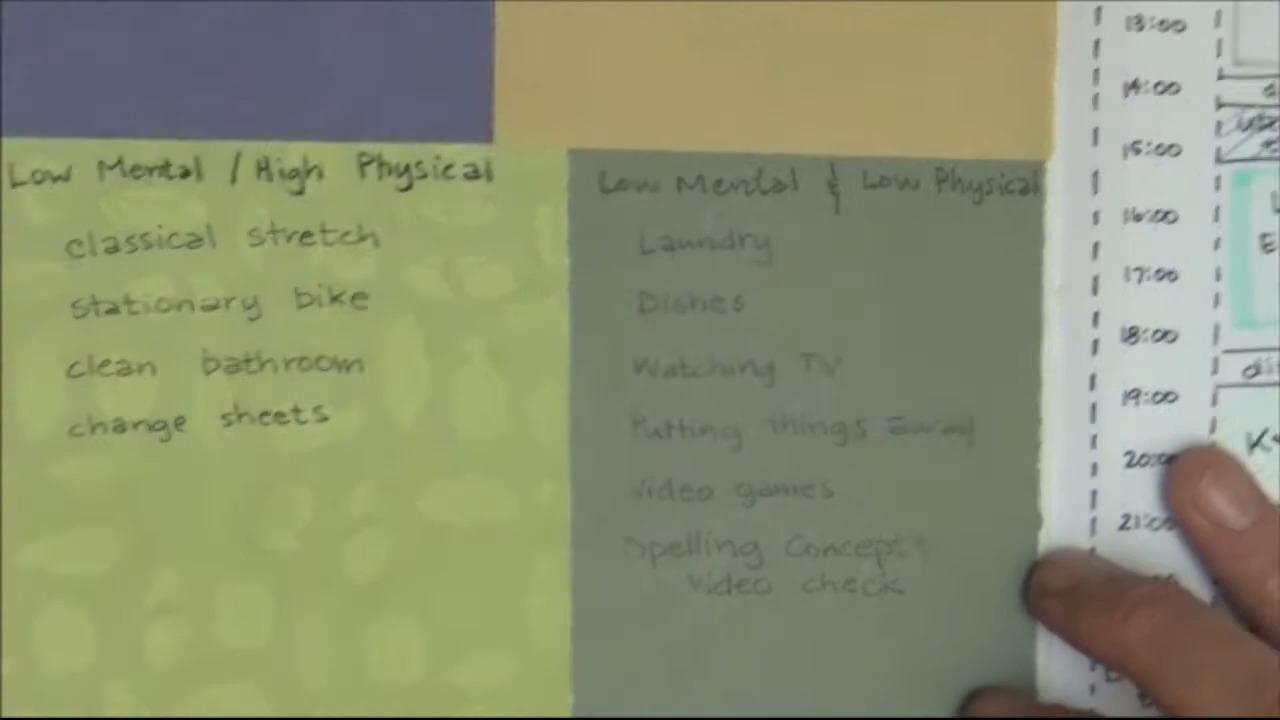 Low Mental / High Physical
classical stretch
stationary bike
clean bathroom
change sheets
Low Mental & Low Physical
Laundry
Dishes
Watching TV
Putting things away
Video games
Spelling Concept
Video check
13:00
14:00
15:00
16:00
17:00
18:00
19:00
20:00
21:00